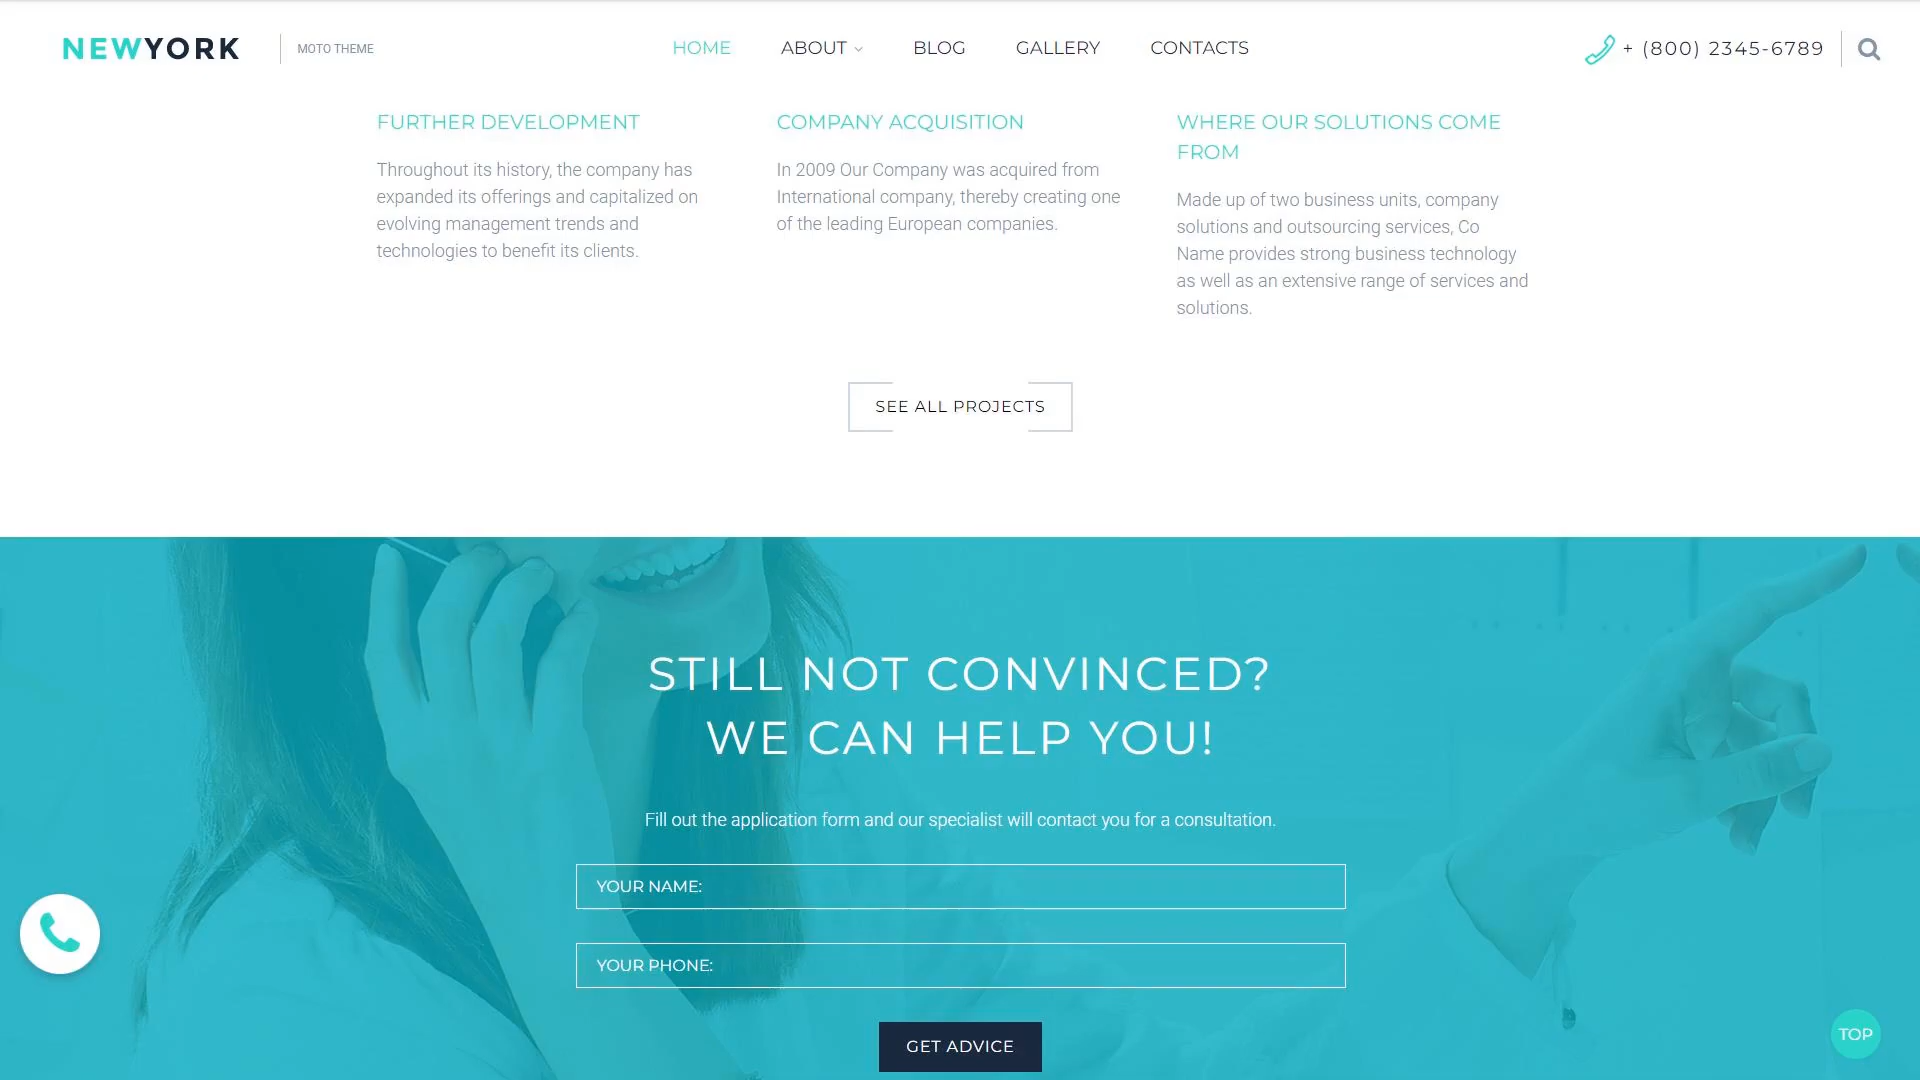 NEWYORK
MOTO THEME
HOME
ABOUT
BLOG
GALLERY
CONTACTS
+ (800) 2345-6789
FURTHER DEVELOPMENT
Throughout its history, the company has
expanded its offerings and capitalized on
evolving management trends and
technologies to benefit its clients.
COMPANY ACQUISITION
In 2009 Our Company was acquired from
International company, thereby creating one
of the leading European companies.
WHERE OUR SOLUTIONS COME
FROM
Made up of two business units, company
solutions and outsourcing services, Co
Name provides strong business technology
as well as an extensive range of services and
solutions.
SEE ALL PROJECTS
STILL NOT CONVINCED?
WE CAN HELP YOU!
Fill out the application form and our specialist will contact you for a consultation.
YOUR NAME:
YOUR PHONE:
GET ADVICE
TOP